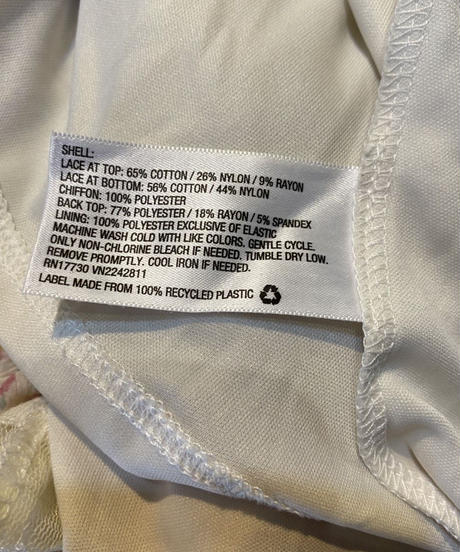 SHELL:
LACE AT TOP: 65% COTTON / 26% NYLON / 9% RAYON
LACE AT BOTTOM: 56% COTTON / 44% NYLON
CHIFFON: 100% POLYESTER
BACK TOP: 77% POLYESTER / 18% RAYON / 5% SPANDEX
LINING: 100% POLYESTER EXCLUSIVE OF ELASTIC
MACHINE WASH COLD WITH LIKE COLORS. GENTLE CYCLE.
ONLY NON-CHLORINE BLEACH IF NEEDED. TUMBLE DRY LOW.
REMOVE PROMPTLY. COOL IRON IF NEEDED.
RN17730 VN2242811
LABEL MADE FROM 100% RECYCLED PLASTIC